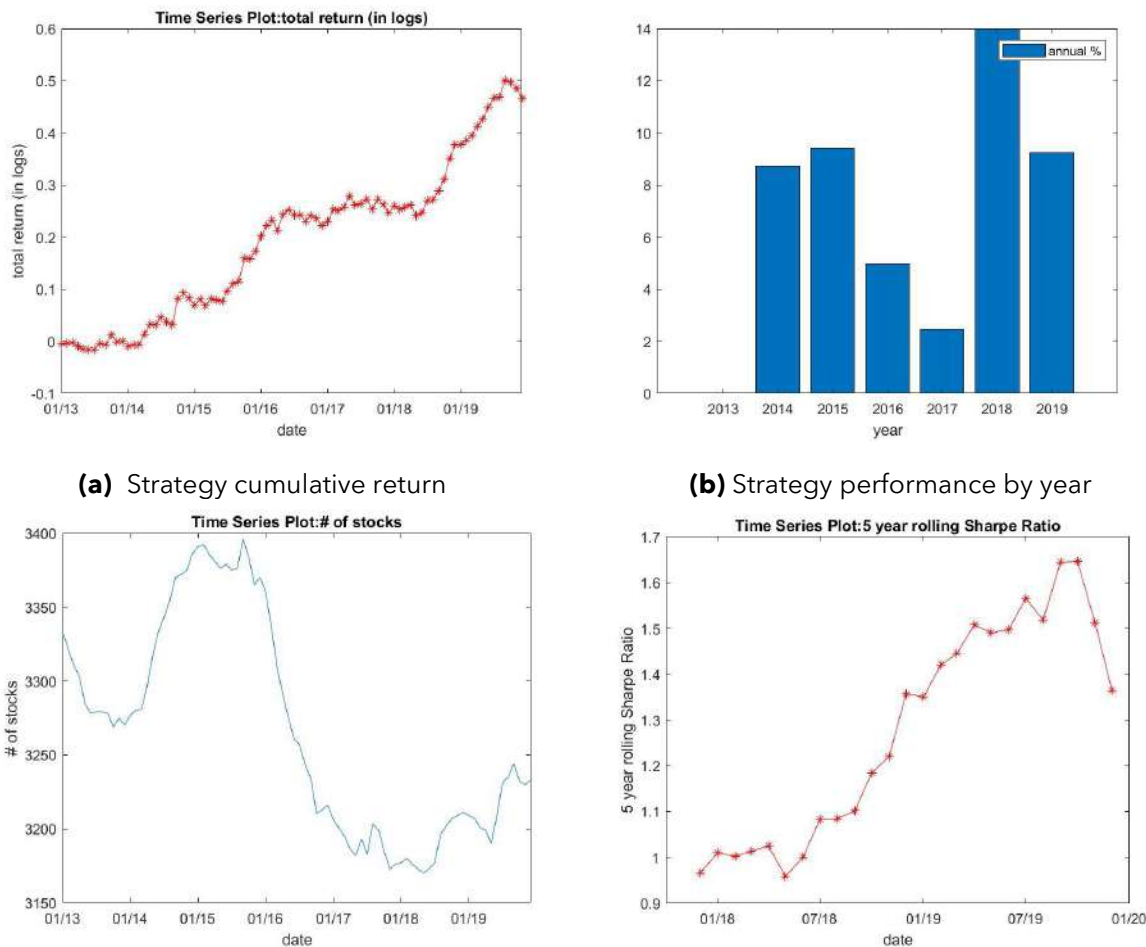 Time Series Plot:total return (in logs)
0.6
0.5
0.4
0.3
0.2
0.1
0
-0.1
total return (in logs)
01/13 01/14 01/15 01/16 01/17 01/18 01/19
date
14
12
10
8
6
4
2
0
annual %
2013 2014 2015 2016 2017 2018 2019
year
(a) Strategy cumulative return
(b) Strategy performance by year
Time Series Plot:# of stocks
3400
3350
3300
3250
3200
3150
# of stocks
01/13 01/14 01/15 01/16 01/17 01/18 01/19
date
Time Series Plot:5 year rolling Sharpe Ratio
1.7
1.6
1.5
1.4
1.3
1.2
1.1
1
0.9
5 year rolling Sharpe Ratio
01/18 07/18 01/19 07/19 01/20
date